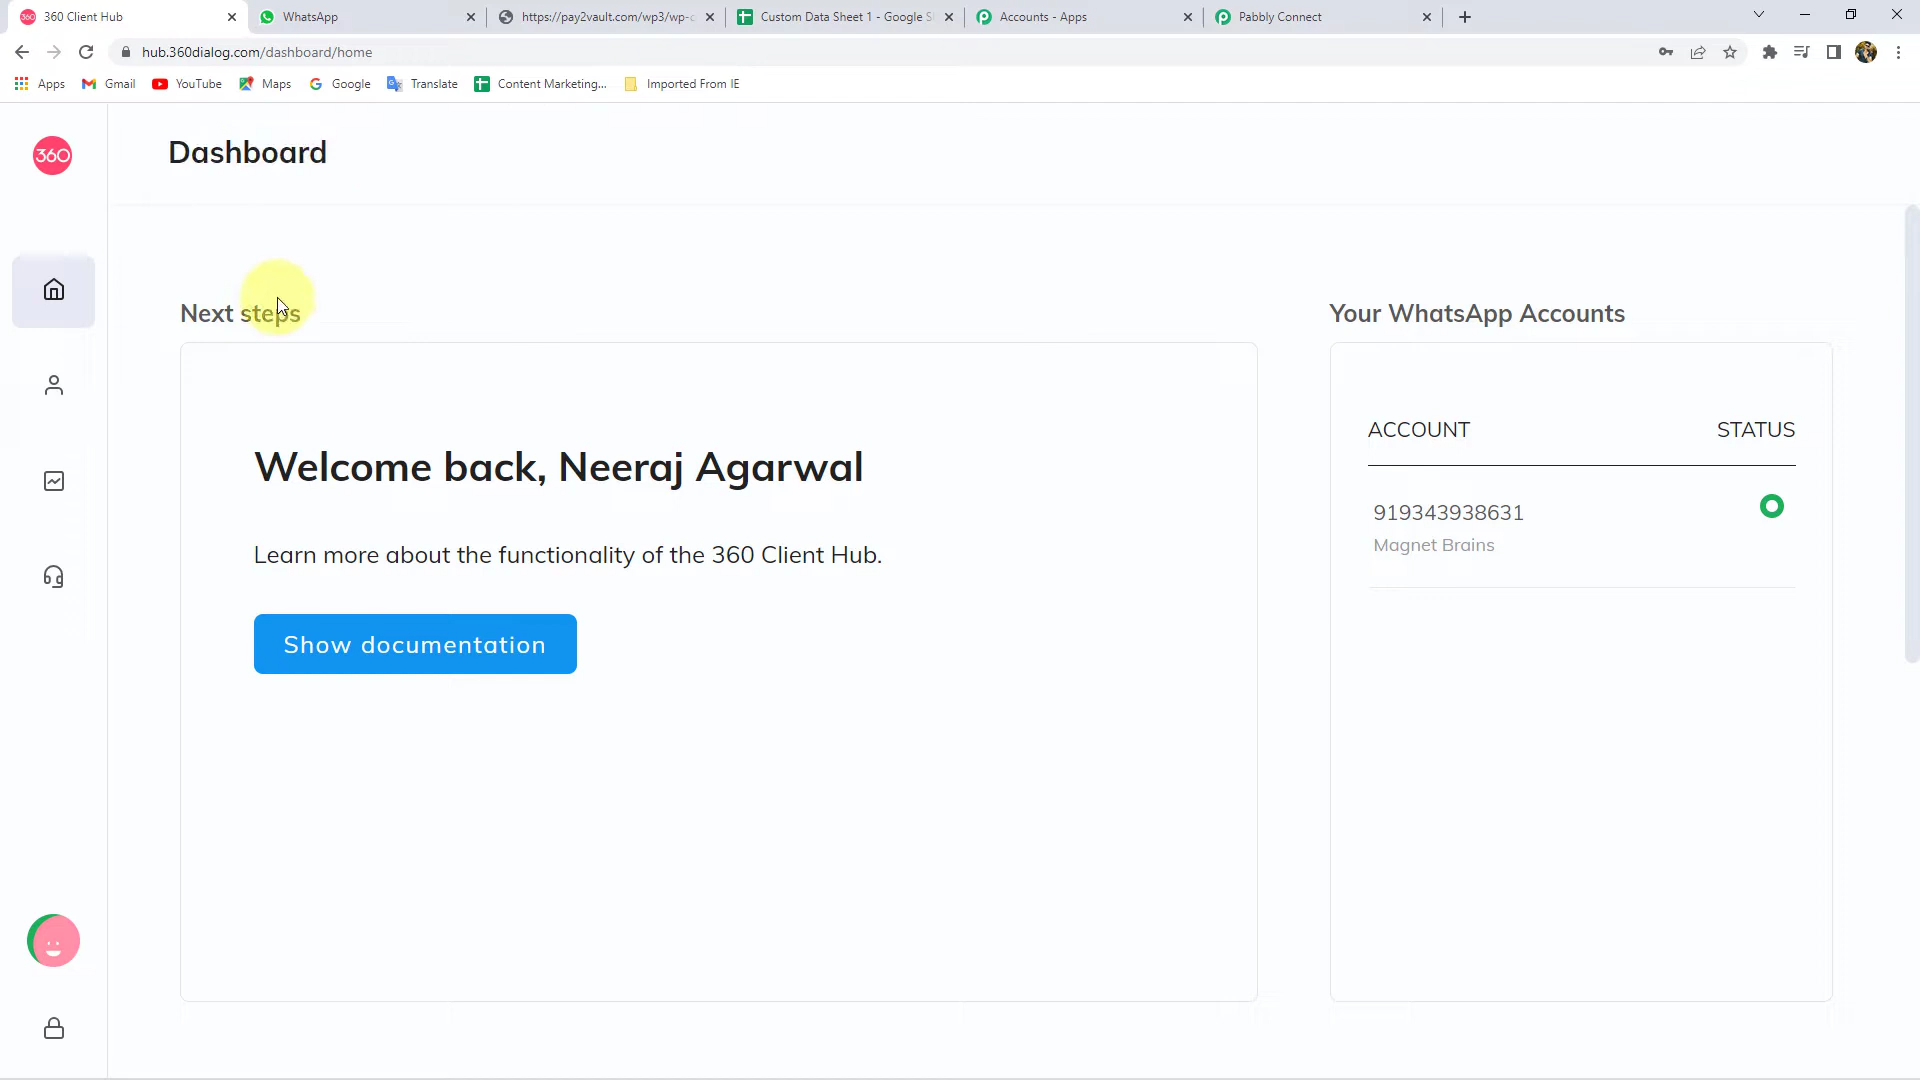 360 Client Hub
WhatsApp
https://pay2vault.com/wp3/wp-c
Custom Data Sheet 1 - Google S
Accounts - Apps
Pabbly Connect
hub.360dialog.com/dashboard/home
Apps
Gmail
YouTube
Maps
Google
Translate
Content Marketing...
Imported From IE
360
Dashboard
Next steps
Your WhatsApp Accounts
Welcome back, Neeraj Agarwal
Learn more about the functionality of the 360 Client Hub.
Show documentation
ACCOUNT STATUS
919343938631
Magnet Brains